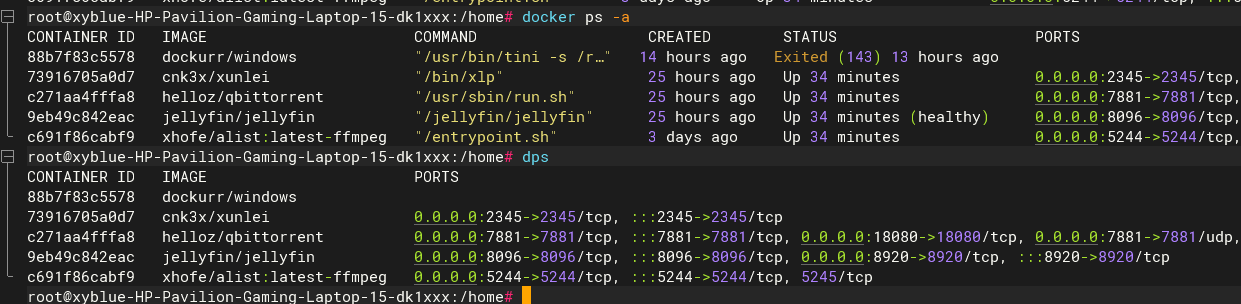 root@xyblue-HP-Pavilion-Gaming-Laptop-15-dk1xxx:/home# docker ps -a
CONTAINER ID IMAGE COMMAND CREATED STATUS PORTS
88b7f83c5578 dockurr/windows "/usr/bin/tini -s /r…" 14 hours ago Exited (143) 13 hours ago
73916705a0d7 cnk3x/xunlei "/bin/xlp" 25 hours ago Up 34 minutes 0.0.0.0:2345->2345/tcp,
c271aa4fffa8 helloz/qbittorrent "/usr/sbin/run.sh" 25 hours ago Up 34 minutes 0.0.0.0:7881->7881/tcp,
9eb49c842eac jellyfin/jellyfin "/jellyfin/jellyfin" 25 hours ago Up 34 minutes (healthy) 0.0.0.0:8096->8096/tcp,
c691f86cabf9 xhofe/alist:latest-ffmpeg "/entrypoint.sh" 3 days ago Up 34 minutes 0.0.0.0:5244->5244/tcp,
root@xyblue-HP-Pavilion-Gaming-Laptop-15-dk1xxx:/home# dps
CONTAINER ID IMAGE PORTS
88b7f83c5578 dockurr/windows
73916705a0d7 cnk3x/xunlei 0.0.0.0:2345->2345/tcp, :::2345->2345/tcp
c271aa4fffa8 helloz/qbittorrent 0.0.0.0:7881->7881/tcp, :::7881->7881/tcp, 0.0.0.0:18080->18080/tcp, 0.0.0.0:7881->7881/udp,
9eb49c842eac jellyfin/jellyfin 0.0.0.0:8096->8096/tcp, :::8096->8096/tcp, 0.0.0.0:8920->8920/tcp, :::8920->8920/tcp
c691f86cabf9 xhofe/alist:latest-ffmpeg 0.0.0.0:5244->5244/tcp, :::5244->5244/tcp, 5245/tcp
root@xyblue-HP-Pavilion-Gaming-Laptop-15-dk1xxx:/home#